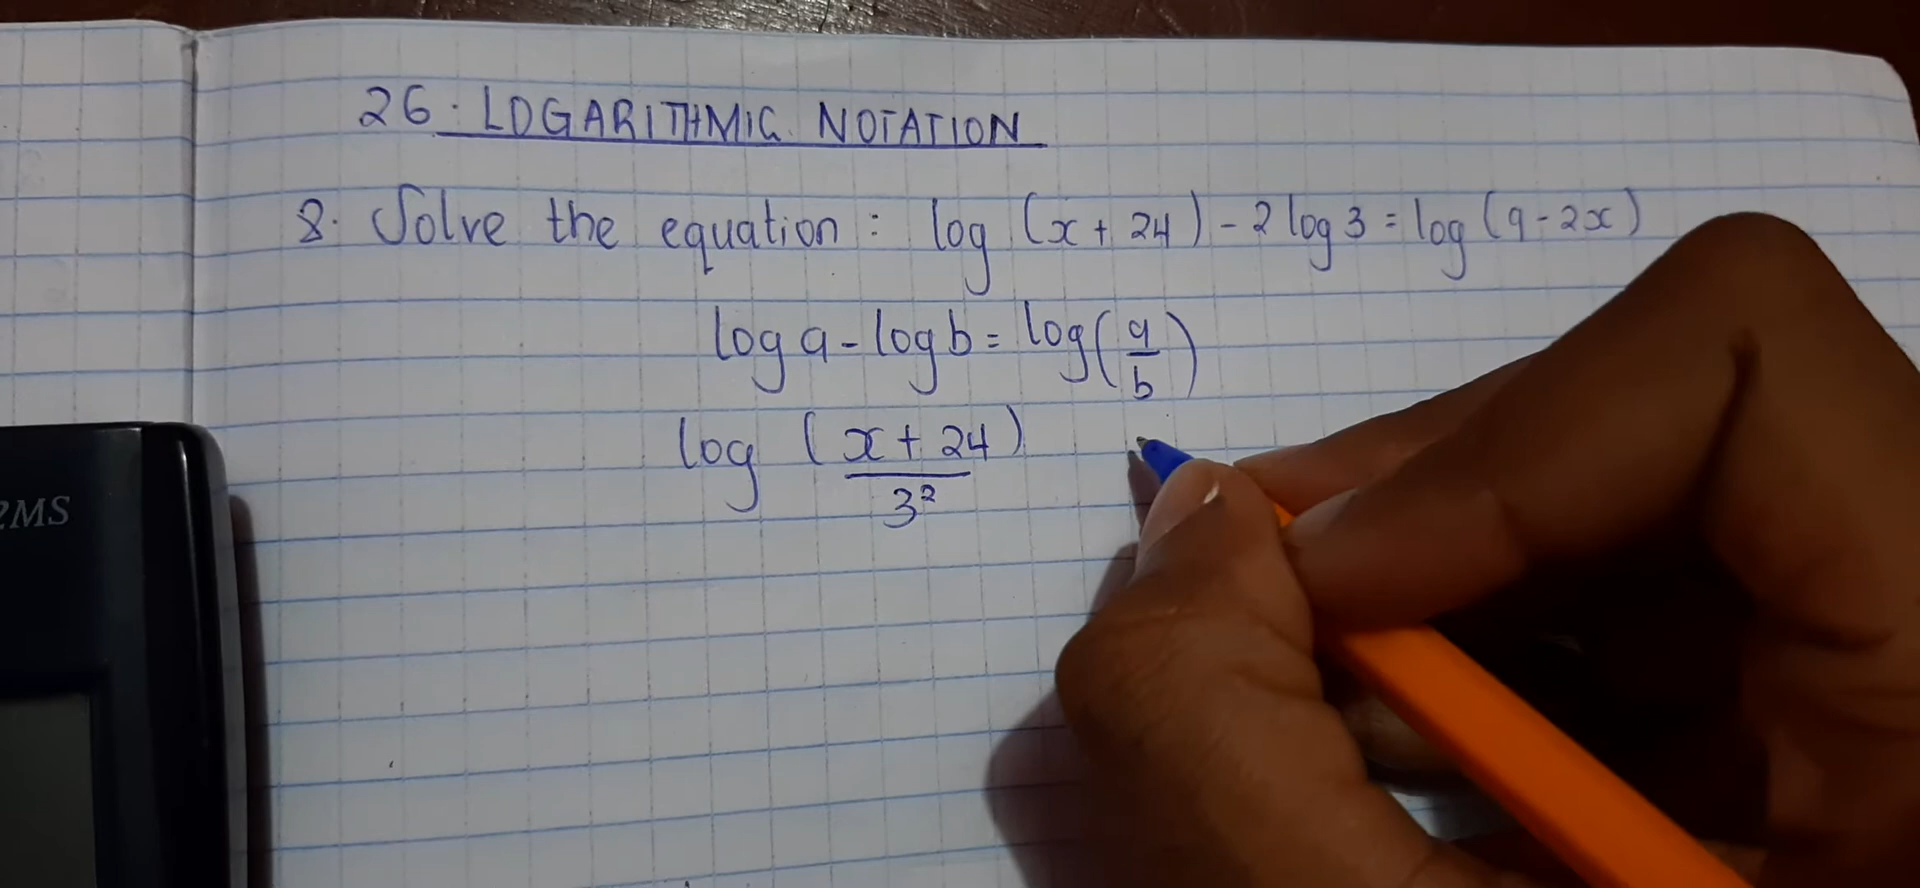 26. LOGARITHMIC NOTATION
8. Solve the equation: log (x + 24) - 2 log 3 = log (9 - 2x)
log a - log b = log (a/b)
log (x + 24)/3²
MS